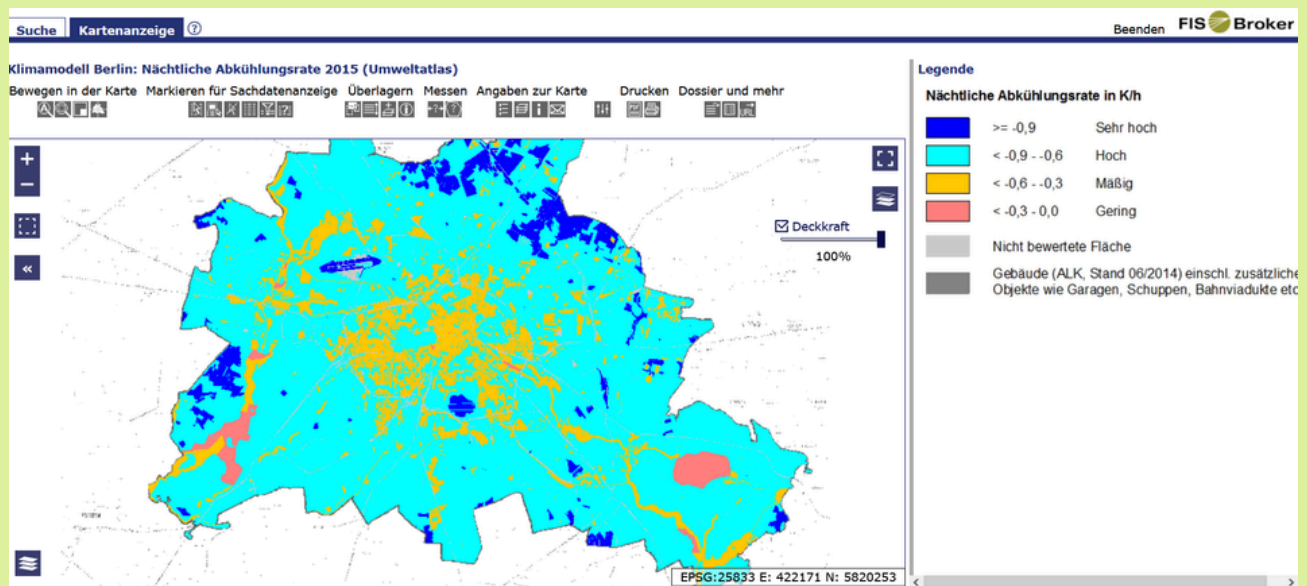 Suche Kartenanzeige ?
Beenden FIS Broker
Klimamodell Berlin: Nächtliche Abkühlungsrate 2015 (Umweltatlas)
Bewegen in der Karte Markieren für Sachdatenanzeige Überlagern Messen Angaben zur Karte Drucken Dossier und mehr
Deckkraft
100%
EPSG:25833 E: 422171 N: 5820253
Legende
Nächtliche Abkühlungsrate in K/h
>= -0,9 Sehr hoch
< -0,9 - -0,6 Hoch
< -0,6 - -0,3 Mäßig
< -0,3 - 0,0 Gering
Nicht bewertete Fläche
Gebäude (ALK, Stand 06/2014) einschl. zusätzliche
Objekte wie Garagen, Schuppen, Bahnviadukte etc